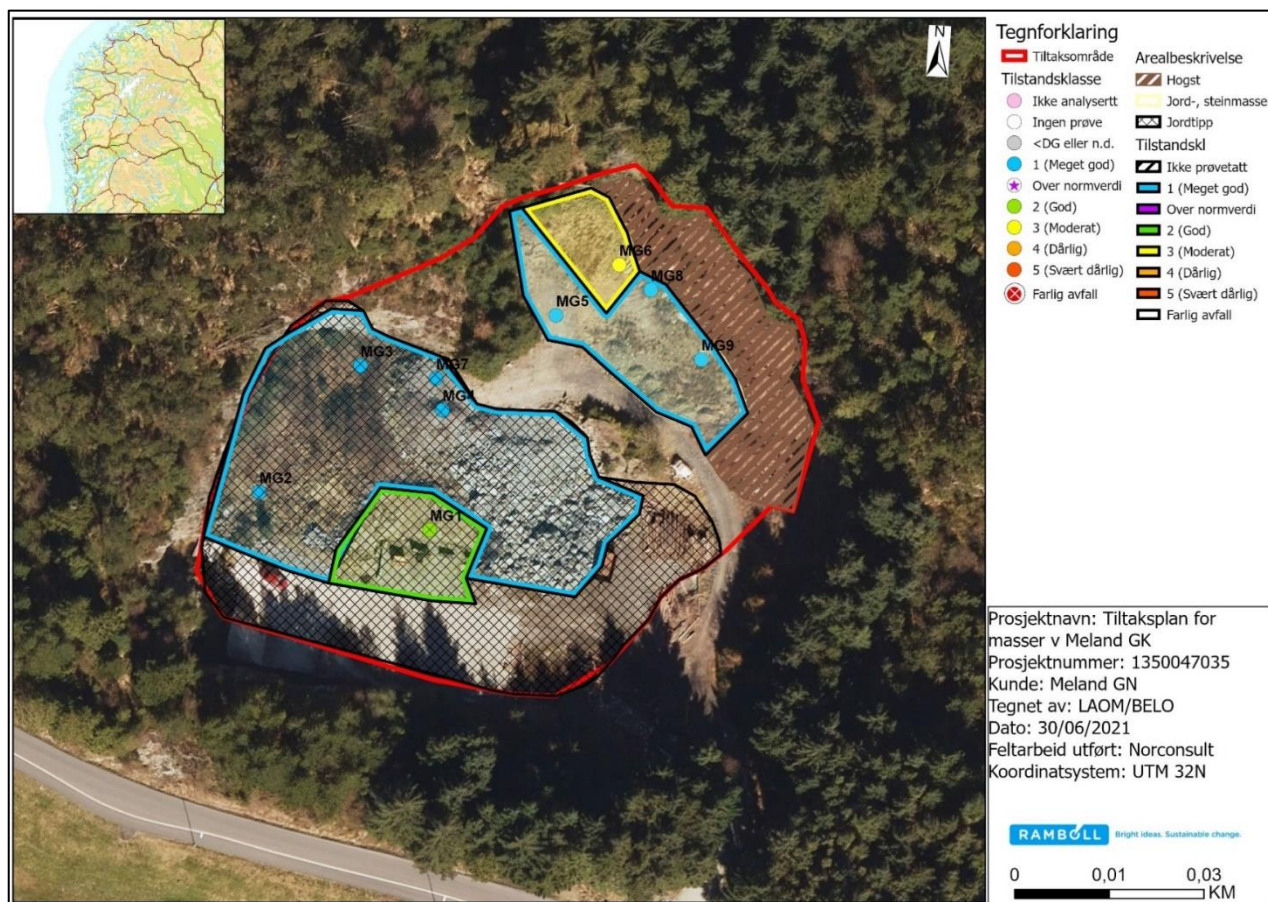 N
MG6
MG8
MG5
MG9
MG3
MG7
MG4
MG2
MG1
Tegnforklaring
Tiltaksområde
Tilstandsklasse
Ikke analysertt
Ingen prøve
<DG eller n.d.
1 (Meget god)
Over normverdi
2 (God)
3 (Moderat)
4 (Dårlig)
5 (Svært dårlig)
Farlig avfall
Arealbeskrivelse
Hogst
Jord-, steinmasse
Jordtipp
Tilstandskl
Ikke prøvetatt
1 (Meget god)
Over normverdi
2 (God)
3 (Moderat)
4 (Dårlig)
5 (Svært dårlig)
Farlig avfall
Prosjektnavn: Tiltaksplan for
masser v Meland GK
Prosjektnummer: 1350047035
Kunde: Meland GN
Tegnet av: LAOM/BELO
Dato: 30/06/2021
Feltarbeid utført: Norconsult
Koordinatsystem: UTM 32N
RAMBOLL Bright ideas. Sustainable change.
0 0,01 0,03
KM